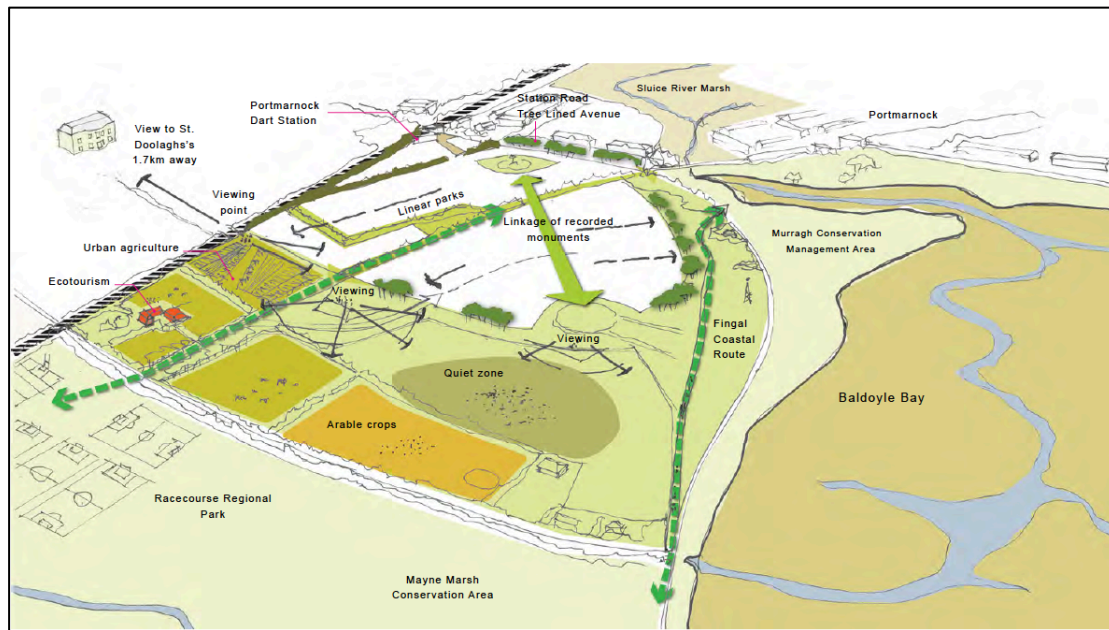 Sluice River Marsh
Portmarnock
Dart Station
Station Road
Tree Lined Avenue
Portmarnock
View to St.
Doolaghs's
1.7km away
Viewing
point
Linear parks
Linkage of recorded
monuments
Murragh Conservation
Management Area
Urban agriculture
Ecotourism
Viewing
Viewing
Fingal
Coastal
Route
Quiet zone
Baldoyle Bay
Arable crops
Racecourse Regional
Park
Mayne Marsh
Conservation Area